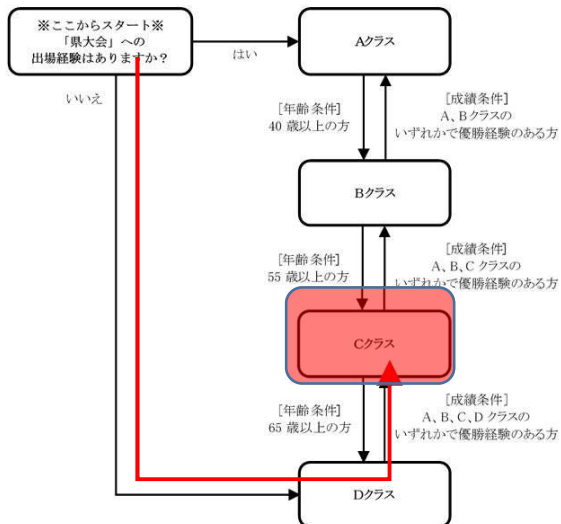 ※ここからスタート※
「県大会」への
出場経験はありますか？
はい
いいえ
Aクラス
[年齢条件]
40 歳以上の方
[成績条件]
A、Bクラスの
いずれかで優勝経験のある方
Bクラス
[年齢条件]
55 歳以上の方
[成績条件]
A、B、C クラスの
いずれかで優勝経験のある方
Cクラス
[年齢条件]
65 歳以上の方
[成績条件]
A、B、C、D クラスの
いずれかで優勝経験のある方
Dクラス